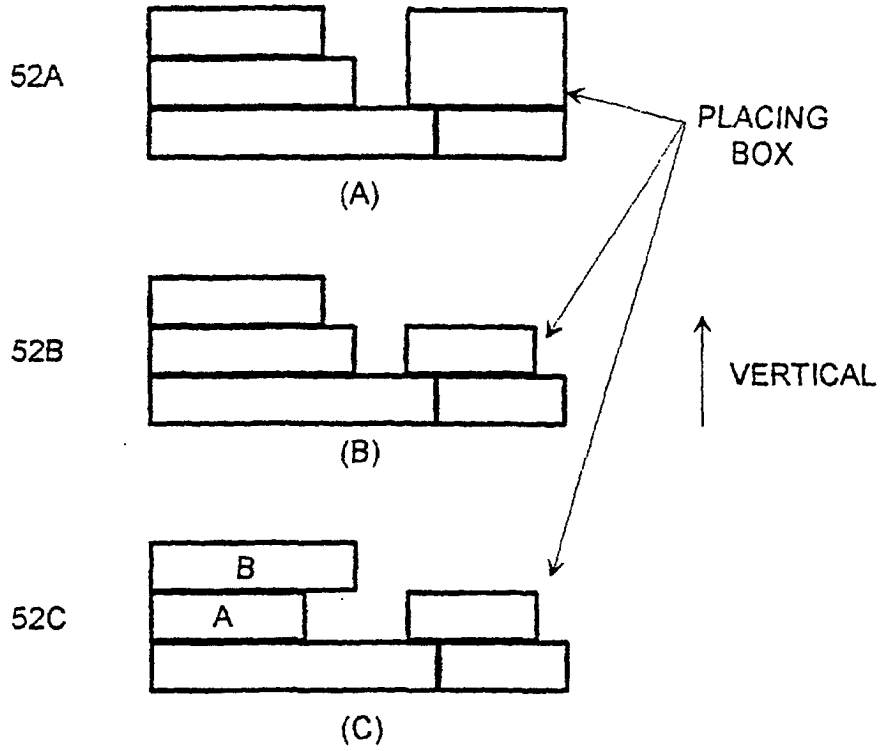 52A
PLACING
BOX
(A)
52B
VERTICAL
(B)
B
A
52C
(C)